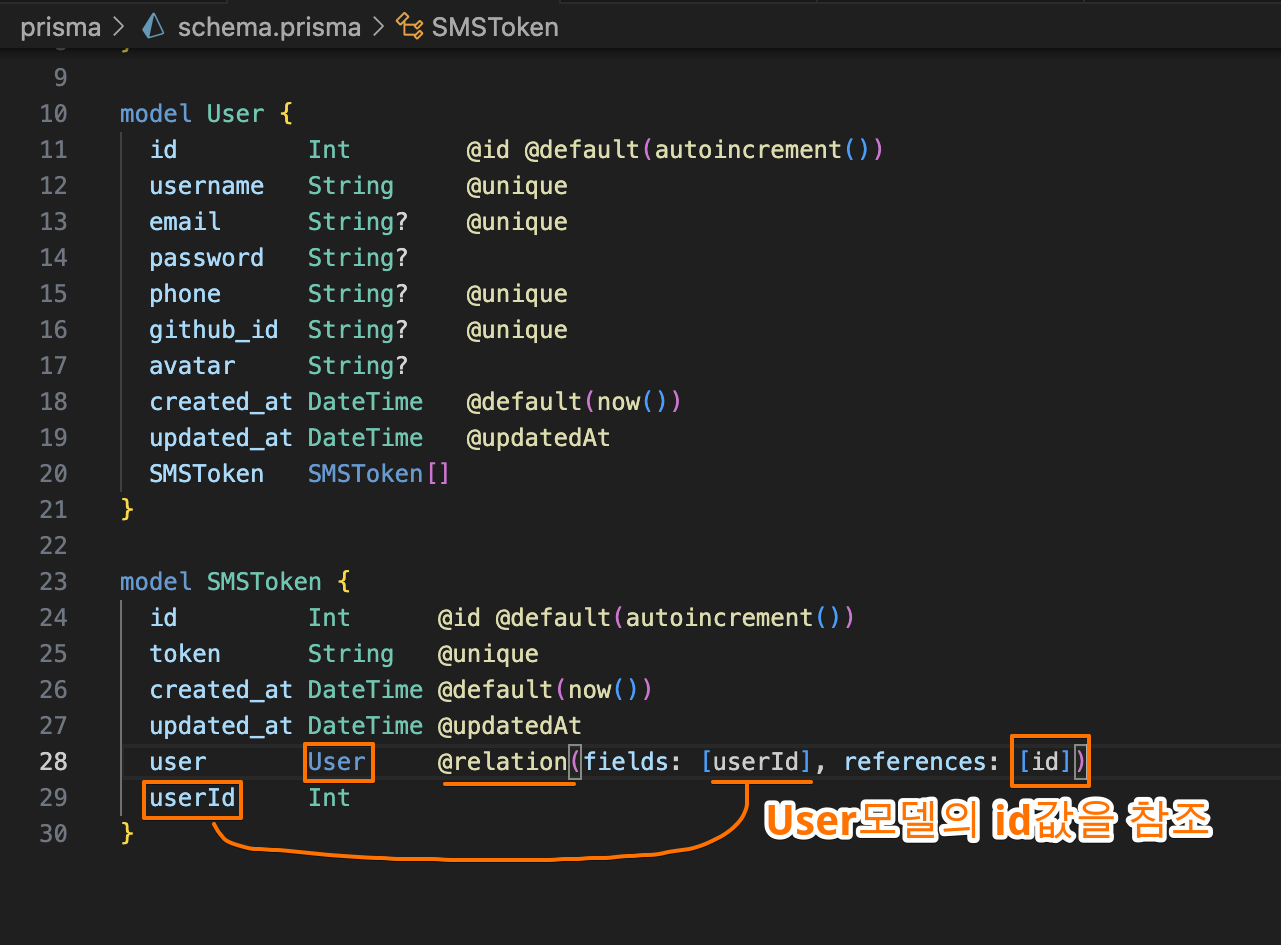 prisma > schema.prisma > SMSToken
9
10 model User {
11 id Int @id @default(autoincrement())
12 username String @unique
13 email String? @unique
14 password String?
15 phone String? @unique
16 github_id String? @unique
17 avatar String?
18 created_at DateTime @default(now())
19 updated_at DateTime @updatedAt
20 SMSToken SMSToken[]
21 }
22
23 model SMSToken {
24 id Int @id @default(autoincrement())
25 token String @unique
26 created_at DateTime @default(now())
27 updated_at DateTime @updatedAt
28 user User @relation(fields: [userId], references: [id])
29 userId Int
User모델의 id값을 참조
30 }